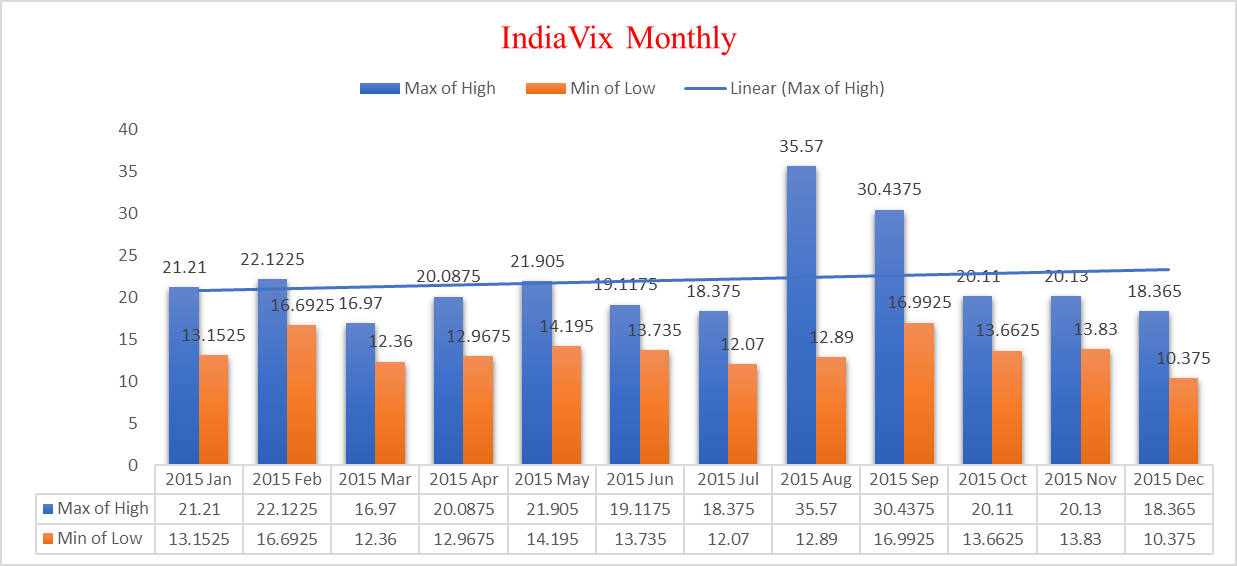 IndiaVix Monthly
Max of High Min of Low Linear (Max of High)
40
35
30
25
20
15
10
5
0
21.21 22.1225 16.97 20.0875 21.905 19.1175 18.375 35.57 30.4375 20.11 20.13 18.365
13.1525 16.6925 12.36 12.9675 14.195 13.735 12.07 12.89 16.9925 13.6625 13.83 10.375
2015 Jan 2015 Feb 2015 Mar 2015 Apr 2015 May 2015 Jun 2015 Jul 2015 Aug 2015 Sep 2015 Oct 2015 Nov 2015 Dec
Max of High 21.21 22.1225 16.97 20.0875 21.905 19.1175 18.375 35.57 30.4375 20.11 20.13 18.365
Min of Low 13.1525 16.6925 12.36 12.9675 14.195 13.735 12.07 12.89 16.9925 13.6625 13.83 10.375